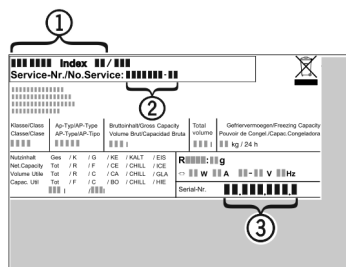 1
Index /
Service-Nr./No.Service: -
2
Klasse/Class Ap-Typ/AP-Type Bruttoinhalt/Gross Capacity Total Gefriervermoegen/Freezing Capacity
Classe/Clase AP-Type/AP-Tipo Volume Brut/Capacidad Bruta volume Pouvoir de Congel./Capac.Congeladora
l l kg / 24 h
Nutzinhalt Ges / K / G / KE / KALT / EIS
Net Capacity Tot / R / F / CE / CHILL / ICE
Volume Utile Tot / R / C / CA / CHILL / GLA
Capac. Util Tot / F / C / BO / CHILL / HIE
l / l
R : g
W A - V Hz
Serial-Nr. . . .
3